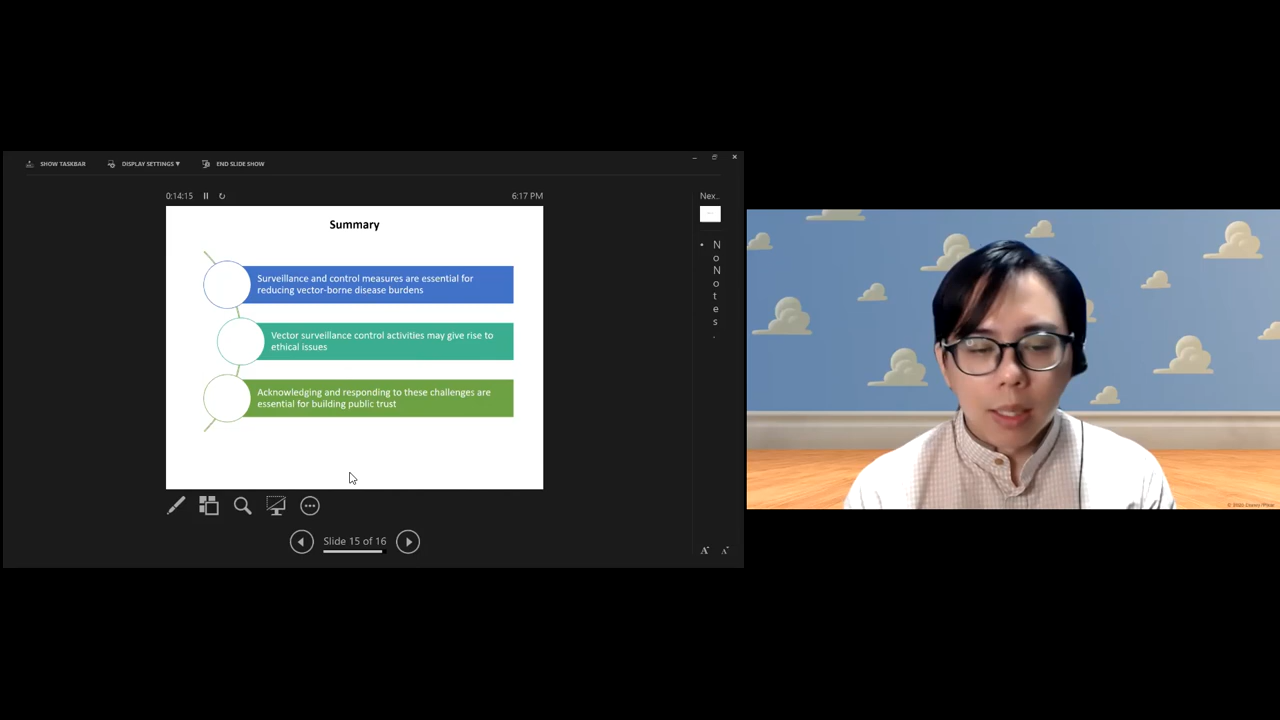 SHOW TASKBAR
DISPLAY SETTINGS ▾
END SLIDE SHOW
0:14:15
6:17 PM
Nex..
Summary
Surveillance and control measures are essential for
reducing vector-borne disease burdens
Vector surveillance control activities may give rise to
ethical issues
Acknowledging and responding to these challenges are
essential for building public trust
• N
o
N
o
t
e
s
.
Slide 15 of 16
A
A